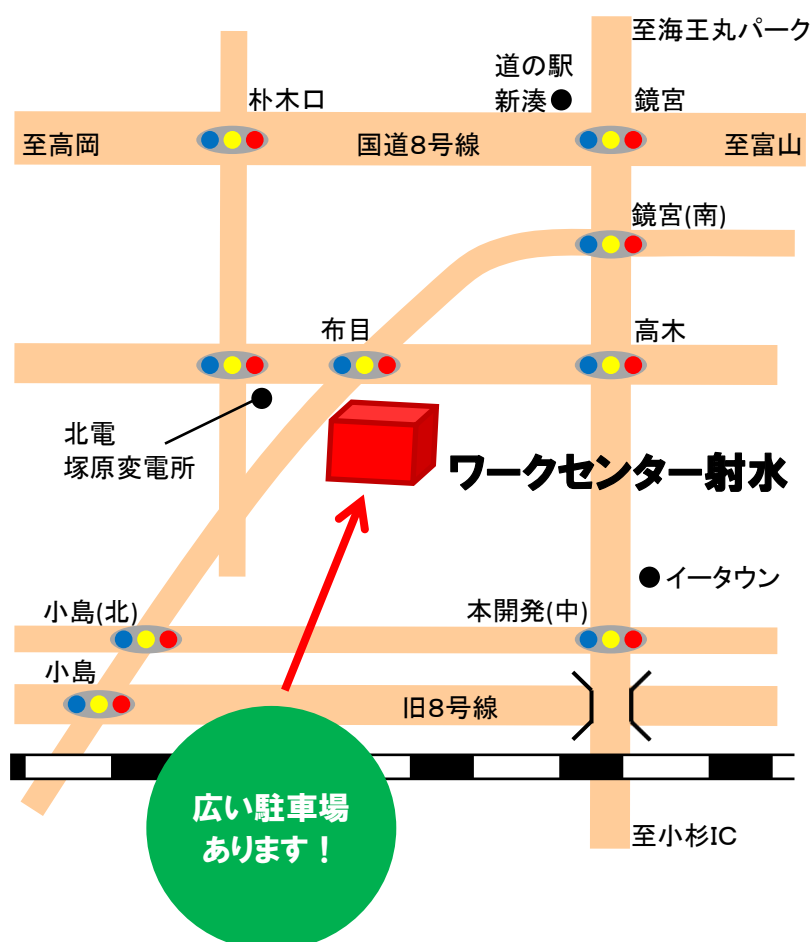 至海王丸パーク
道の駅
新湊
朴木口
鏡宮
至高岡
国道8号線
至富山
鏡宮(南)
布目
高木
北電
塚原変電所
ワークセンター射水
イータウン
小島(北)
本開発(中)
小島
旧8号線
広い駐車場
あります！
至小杉IC